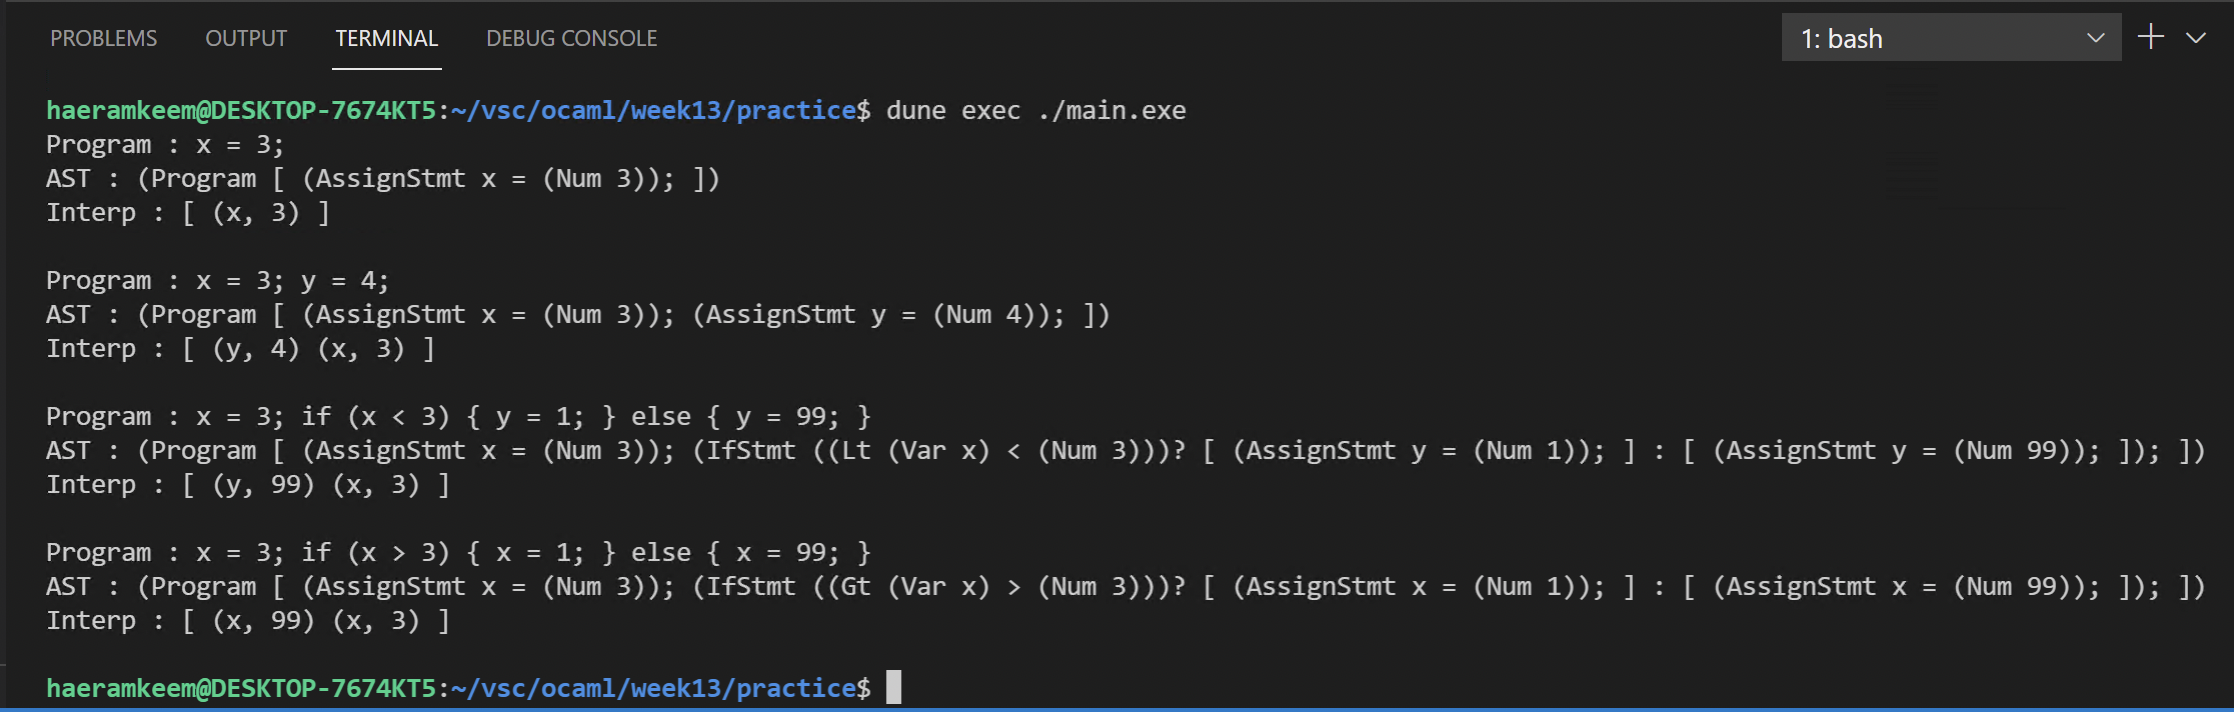 PROBLEMS OUTPUT TERMINAL DEBUG CONSOLE 1: bash
haeramkeem@DESKTOP-7674KT5:~/vsc/ocaml/week13/practice$ dune exec ./main.exe
Program : x = 3;
AST : (Program [ (AssignStmt x = (Num 3)); ])
Interp : [ (x, 3) ]
Program : x = 3; y = 4;
AST : (Program [ (AssignStmt x = (Num 3)); (AssignStmt y = (Num 4)); ])
Interp : [ (y, 4) (x, 3) ]
Program : x = 3; if (x < 3) { y = 1; } else { y = 99; }
AST : (Program [ (AssignStmt x = (Num 3)); (IfStmt ((Lt (Var x) < (Num 3)))? [ (AssignStmt y = (Num 1)); ] : [ (AssignStmt y = (Num 99)); ]); ])
Interp : [ (y, 99) (x, 3) ]
Program : x = 3; if (x > 3) { x = 1; } else { x = 99; }
AST : (Program [ (AssignStmt x = (Num 3)); (IfStmt ((Gt (Var x) > (Num 3)))? [ (AssignStmt x = (Num 1)); ] : [ (AssignStmt x = (Num 99)); ]); ])
Interp : [ (x, 99) (x, 3) ]
haeramkeem@DESKTOP-7674KT5:~/vsc/ocaml/week13/practice$